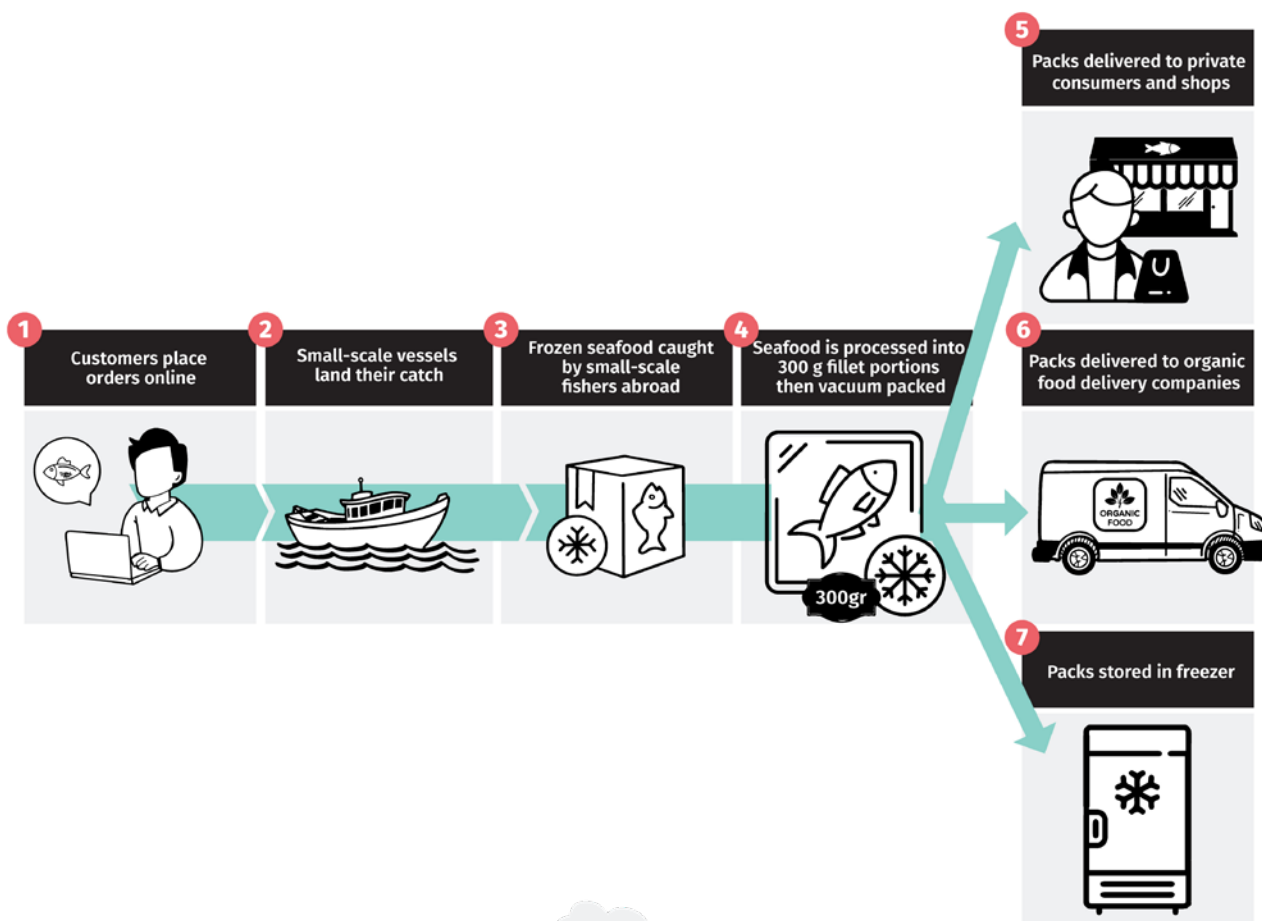 1
Customers place
orders online
2
Small-scale vessels
land their catch
3
Frozen seafood caught
by small-scale
fishers abroad
4
Seafood is processed into
300 g fillet portions
then vacuum packed
300gr
5
Packs delivered to private
consumers and shops
6
Packs delivered to organic
food delivery companies
ORGANIC
FOOD
7
Packs stored in freezer